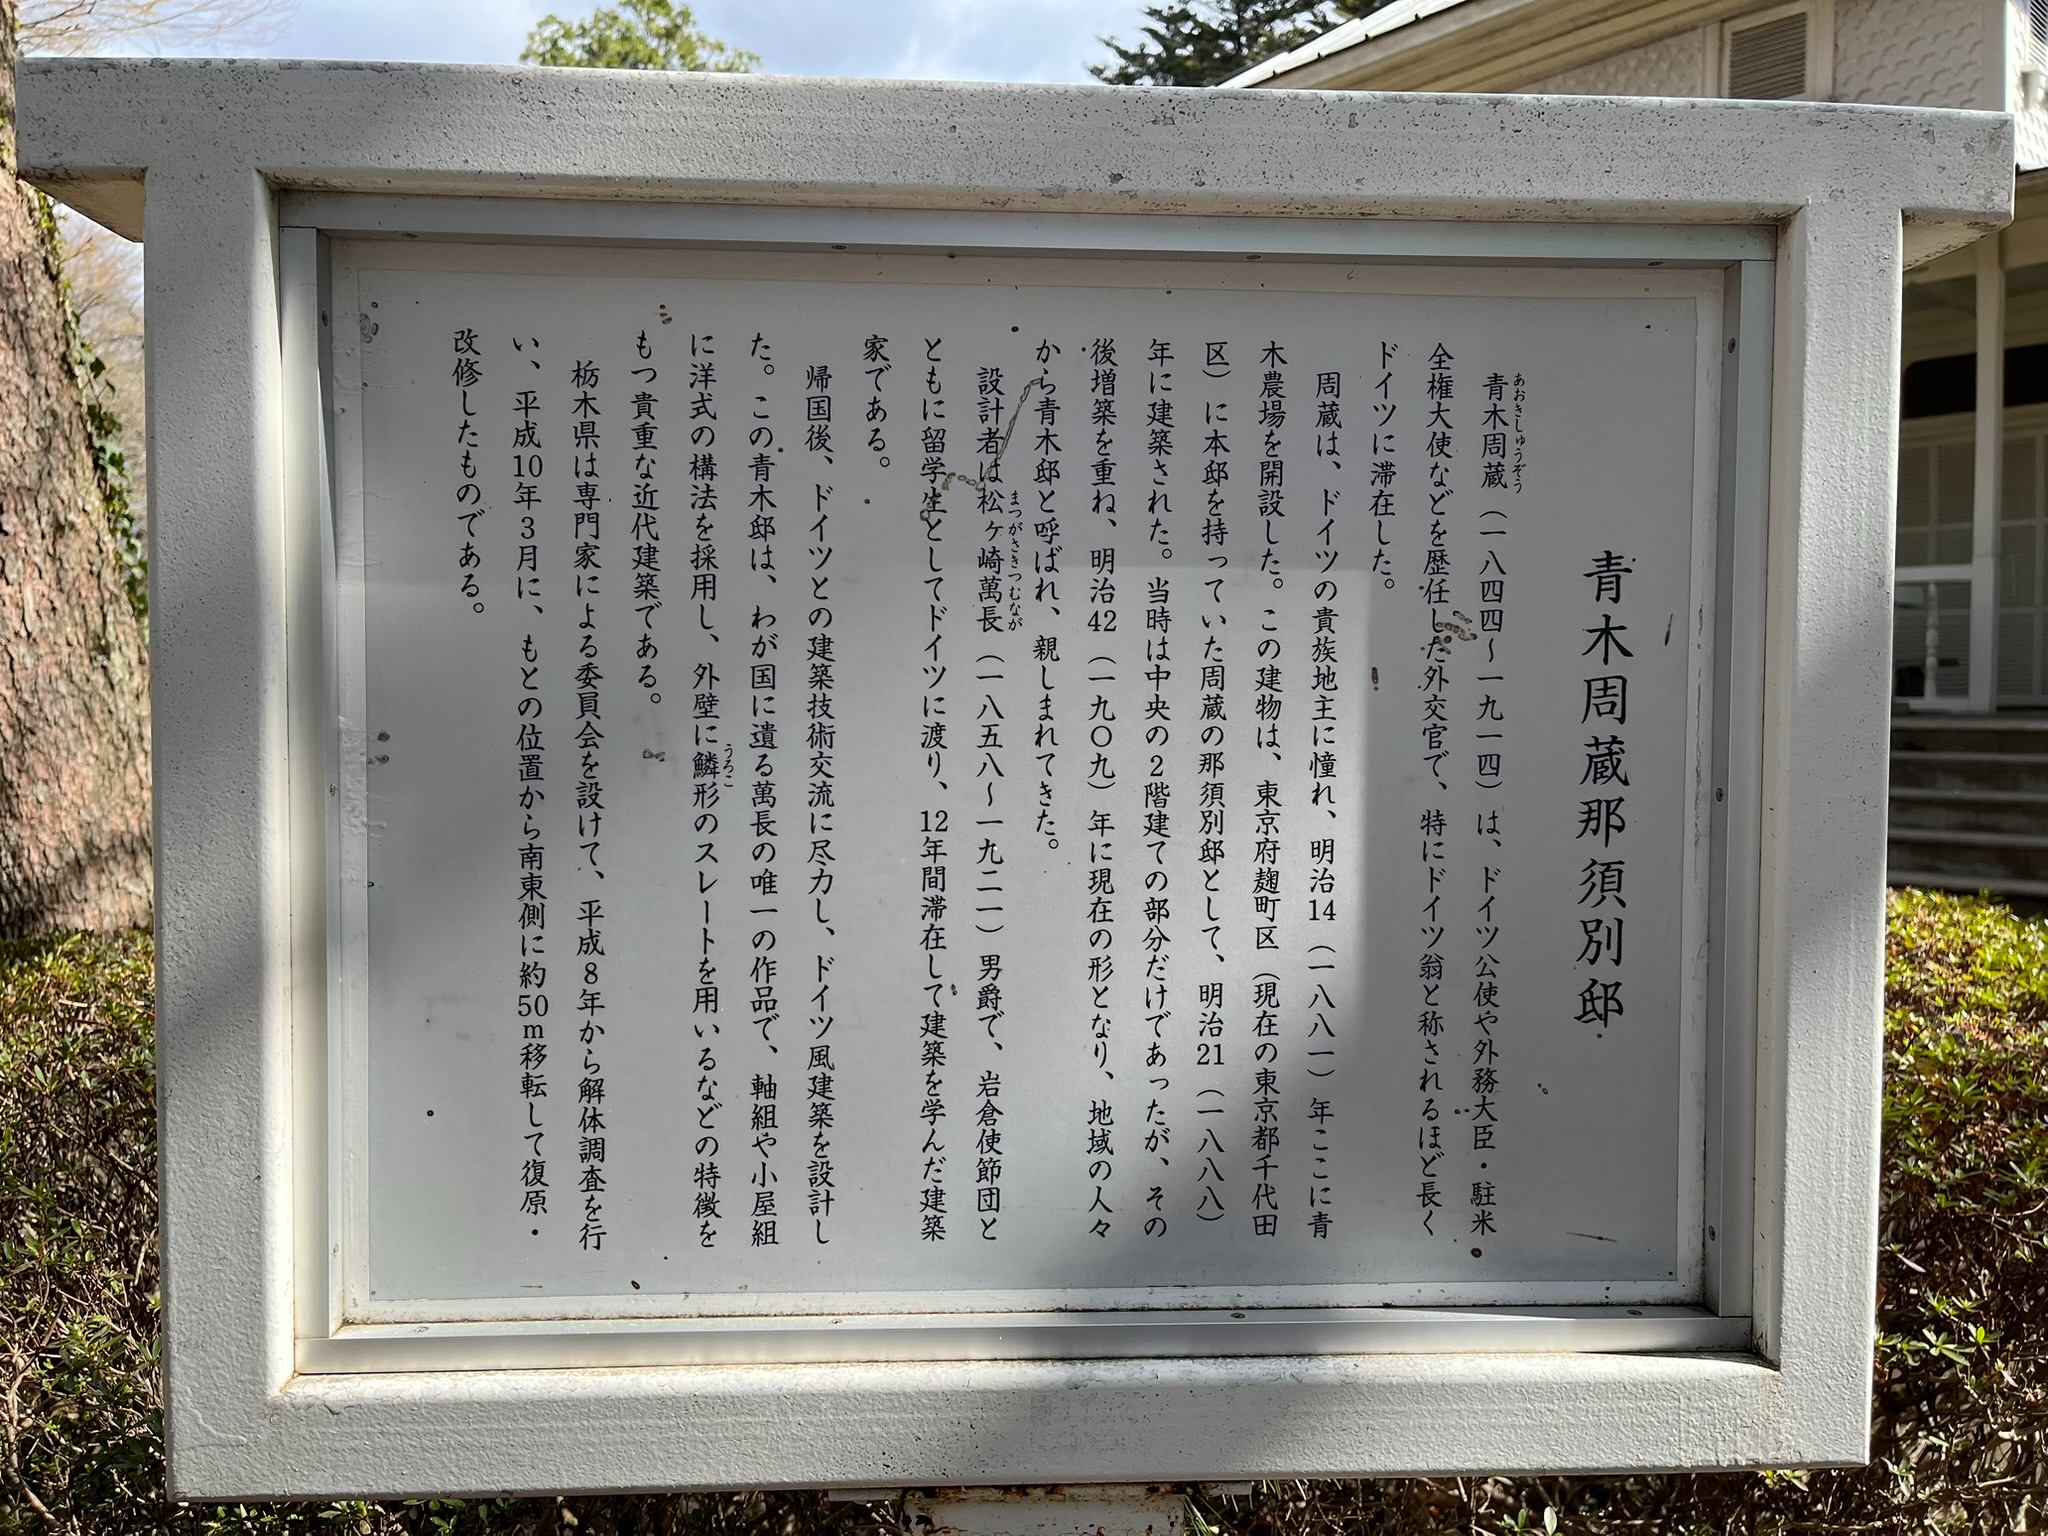 青木周蔵那須別邸
あおきしゅうぞう
青木周蔵（一八四四〜一九一四）は、ドイツ公使や外務大臣・駐米
全権大使などを歴任した外交官で、特にドイツ翁と称されるほど長く
ドイツに滞在した。
周蔵は、ドイツの貴族地主に憧れ、明治14（一八八一）年ここに青
木農場を開設した。この建物は、東京府麹町区（現在の東京都千代田
区）に本邸を持っていた周蔵の那須別邸として、明治21（一八八八）
年に建築された。当時は中央の2階建ての部分だけであったが、その
後増築を重ね、明治42（一九〇九）年に現在の形となり、地域の人々
から青木邸と呼ばれ、親しまれてきた。
まつがさきつむなが
設計者は松ヶ崎萬長（一八五八〜一九二一）男爵で、岩倉使節団と
ともに留学生としてドイツに渡り、12年間滞在して建築を学んだ建築
家である。
帰国後、ドイツとの建築技術交流に尽力し、ドイツ風建築を設計し
た。この青木邸は、わが国に遺る萬長の唯一の作品で、軸組や小屋組
うろこ
に洋式の構法を採用し、外壁に鱗形のスレートを用いるなどの特徴を
もつ貴重な近代建築である。
栃木県は専門家による委員会を設けて、平成8年から解体調査を行
い、平成10年3月に、もとの位置から南東側に約50m移転して復原・
改修したものである。